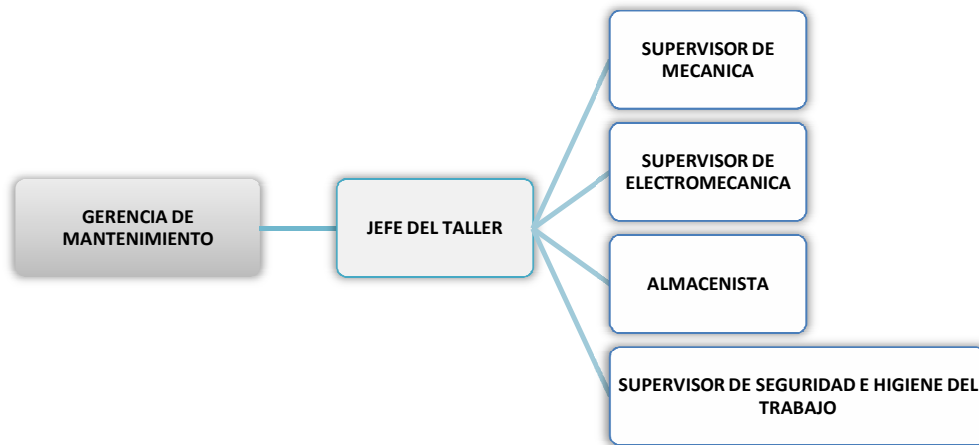 SUPERVISOR DE
MECANICA
SUPERVISOR DE
ELECTROMECANICA
GERENCIA DE
MANTENIMIENTO
JEFE DEL TALLER
ALMACENISTA
SUPERVISOR DE SEGURIDAD E HIGIENE DEL
TRABAJO